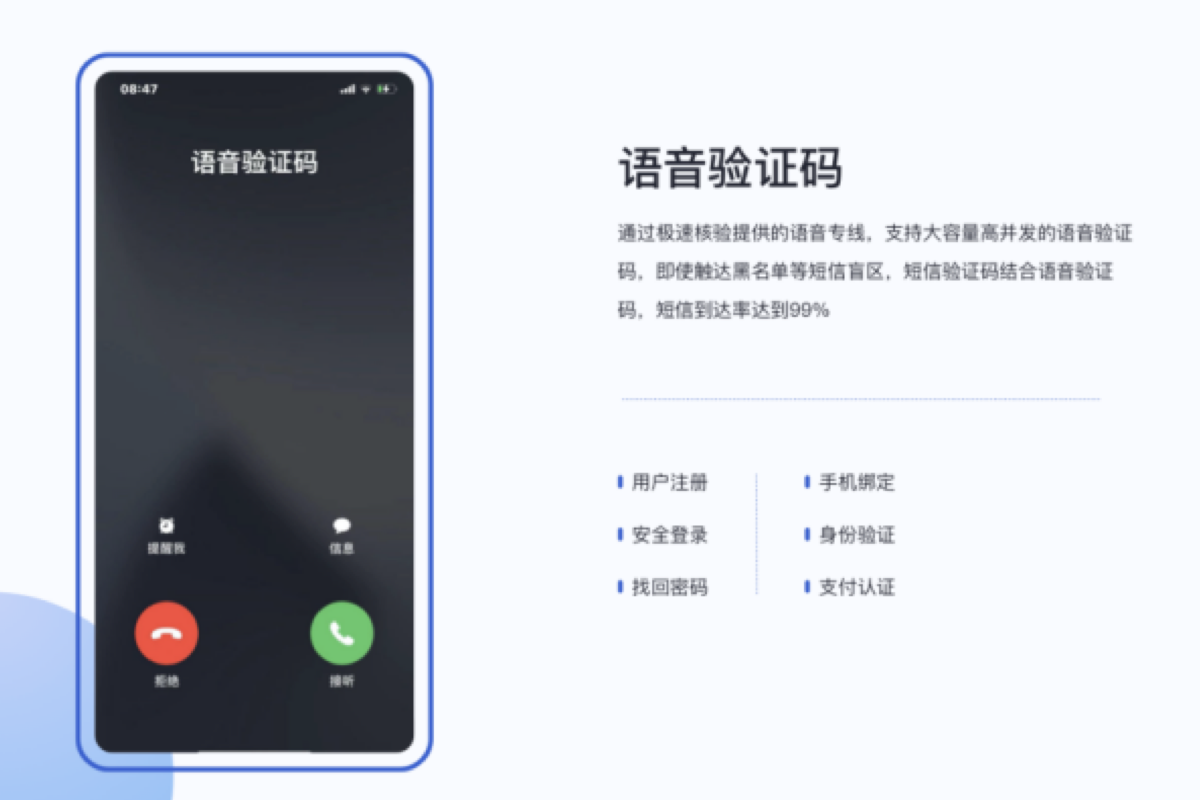 08:47
语音验证码
提醒我
信息
拒绝
接听
语音验证码
通过极速核验提供的语音专线，支持大容量高并发的语音验证
码，即使触达黑名单等短信盲区，短信验证码结合语音验证
码，短信到达率达到99%
用户注册
手机绑定
安全登录
身份验证
找回密码
支付认证